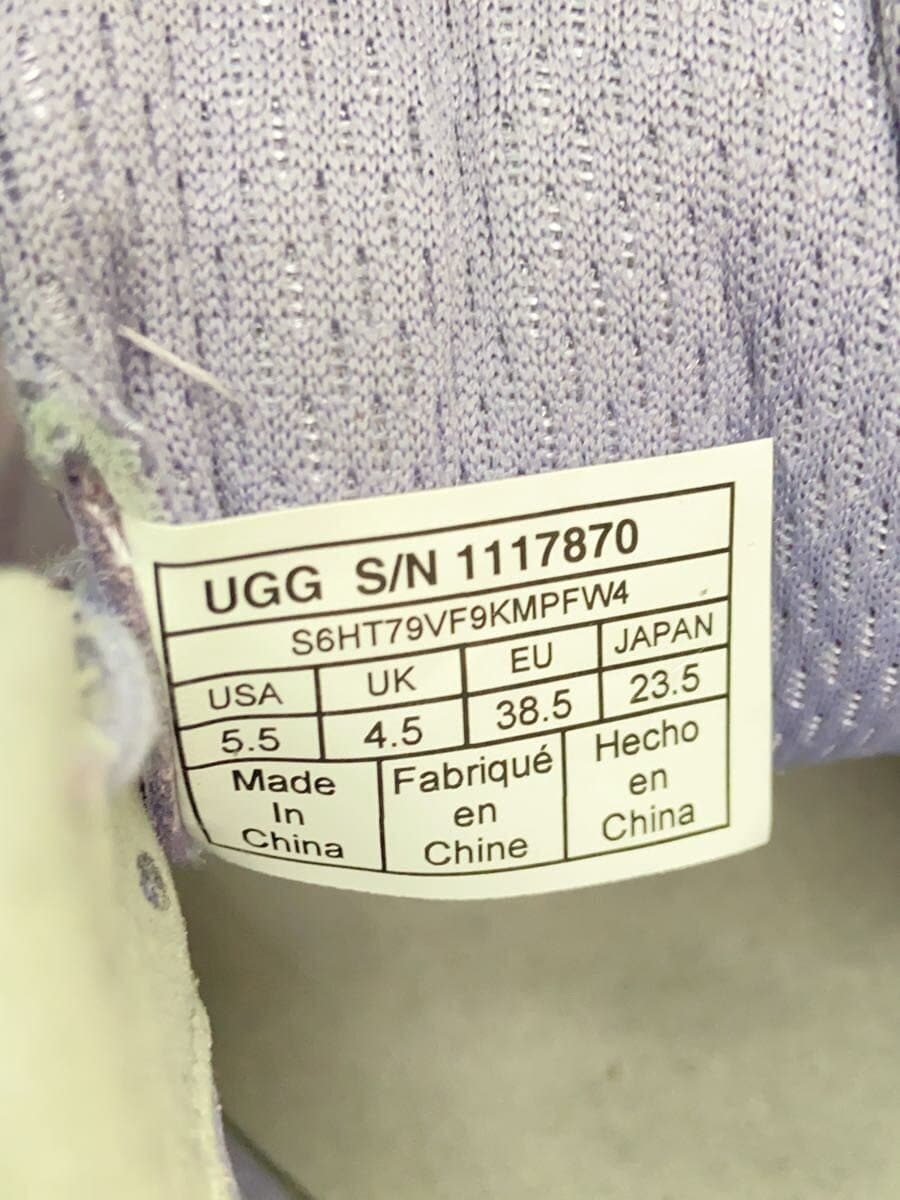 UGG S/N 1117870
S6HT79VF9KMPFW4
USA UK EU JAPAN
5.5 4.5 38.5 23.5
Made In China
Fabriqué en Chine
Hecho en China